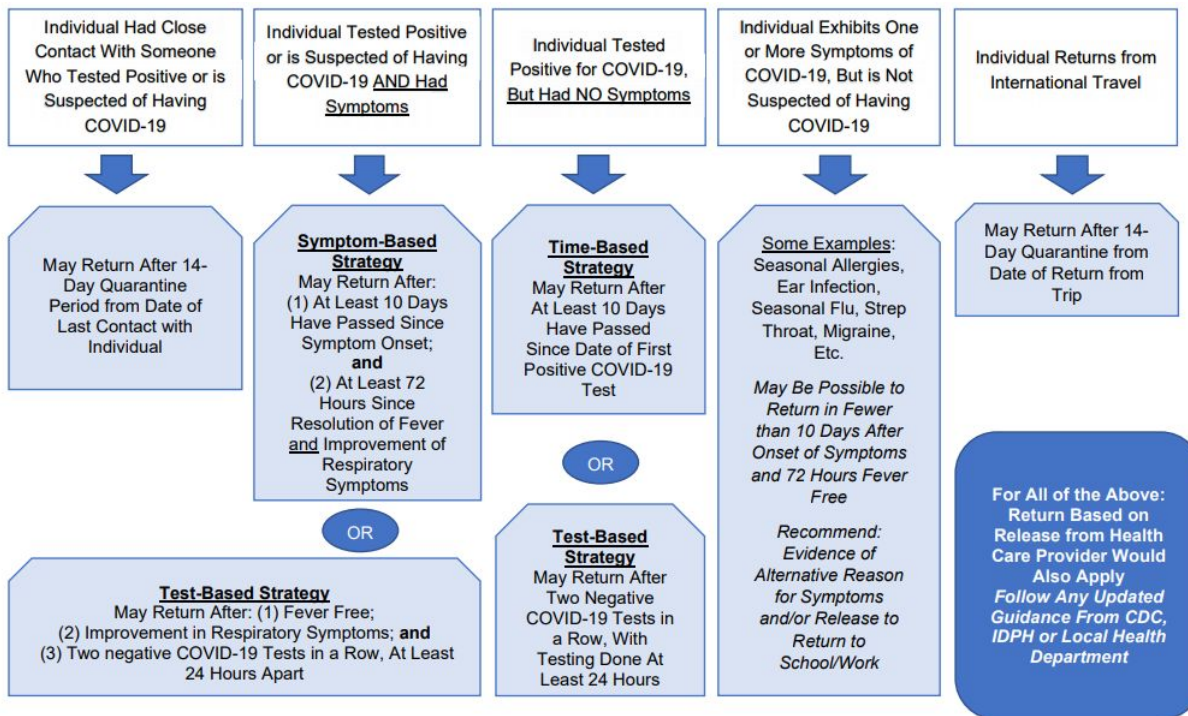 Individual Had Close
Contact With Someone
Who Tested Positive or is
Suspected of Having
COVID-19
Individual Tested Positive
or is Suspected of Having
COVID-19 AND Had
Symptoms
Individual Tested
Positive for COVID-19,
But Had NO Symptoms
Individual Exhibits One
or More Symptoms of
COVID-19, But is Not
Suspected of Having
COVID-19
Individual Returns from
International Travel
May Return After 14-
Day Quarantine
Period from Date of
Last Contact with
Individual
Symptom-Based
Strategy
May Return After:
(1) At Least 10 Days
Have Passed Since
Symptom Onset;
and
(2) At Least 72
Hours Since
Resolution of Fever
and Improvement of
Respiratory
Symptoms
OR
Test-Based Strategy
May Return After: (1) Fever Free;
(2) Improvement in Respiratory Symptoms; and
(3) Two negative COVID-19 Tests in a Row, At Least
24 Hours Apart
Time-Based
Strategy
May Return After
At Least 10 Days
Have Passed
Since Date of First
Positive COVID-19
Test
OR
Test-Based
Strategy
May Return After
Two Negative
COVID-19 Tests in
a Row, With
Testing Done At
Least 24 Hours
Some Examples:
Seasonal Allergies,
Ear Infection,
Seasonal Flu, Strep
Throat, Migraine,
Etc.
May Be Possible to
Return in Fewer
than 10 Days After
Onset of Symptoms
and 72 Hours Fever
Free
Recommend:
Evidence of
Alternative Reason
for Symptoms
and/or Release to
Return to
School/Work
May Return After 14-
Day Quarantine from
Date of Return from
Trip
For All of the Above:
Return Based on
Release from Health
Care Provider Would
Also Apply
Follow Any Updated
Guidance From CDC,
IDPH or Local Health
Department